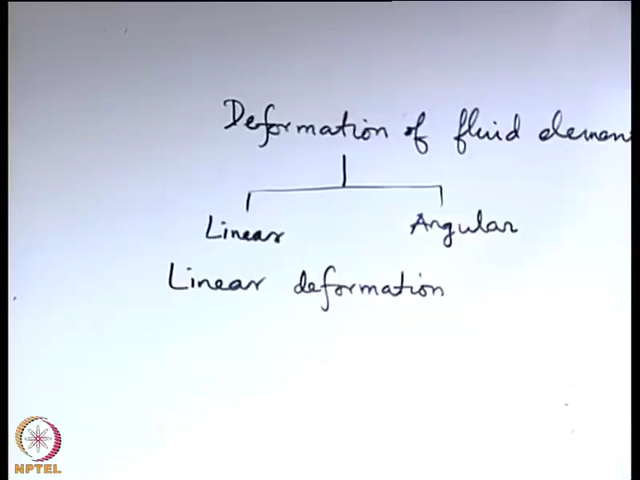 Deformation of fluid elemen
Linear Angular
Linear deformation
NPTEL